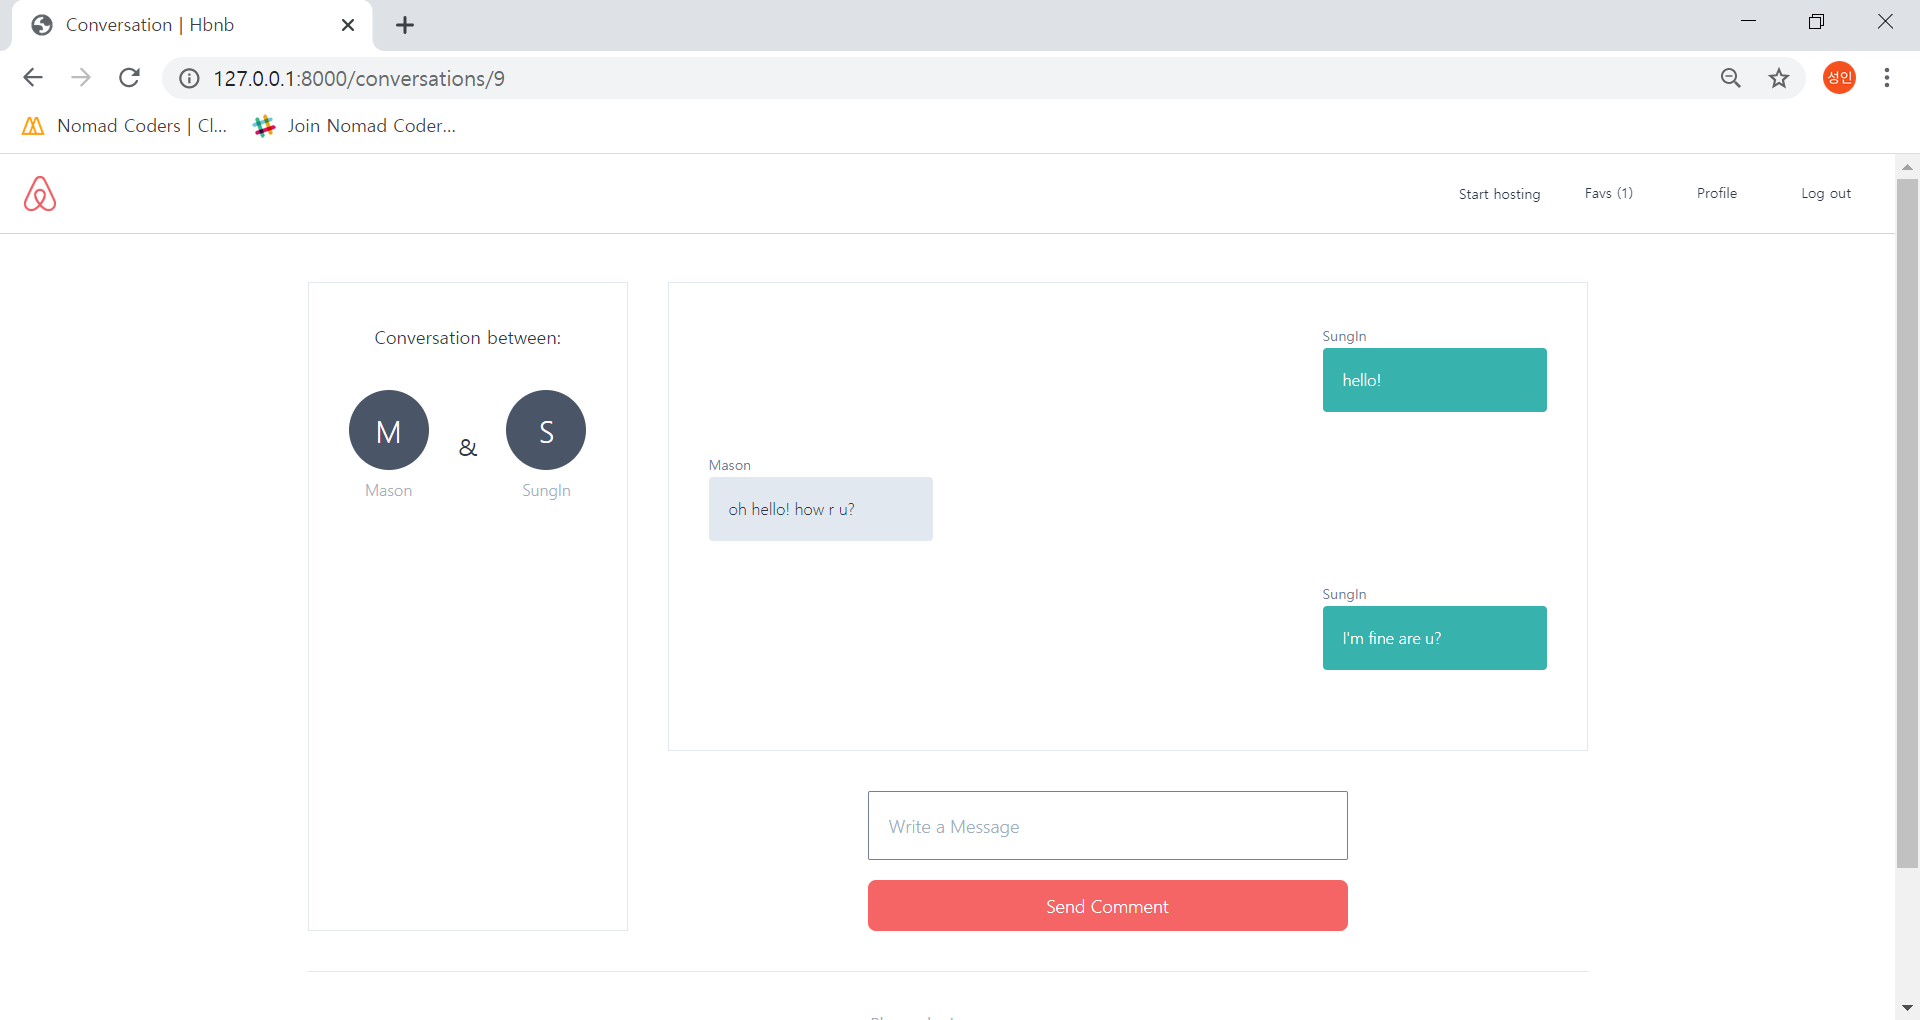 Conversation | Hbnb
127.0.0.1:8000/conversations/9
성인
Nomad Coders | Cl...
Join Nomad Coder...
Start hosting
Favs (1)
Profile
Log out
Conversation between:
M
&
S
Mason
SungIn
SungIn
hello!
Mason
oh hello! how r u?
SungIn
I'm fine are u?
Write a Message
Send Comment